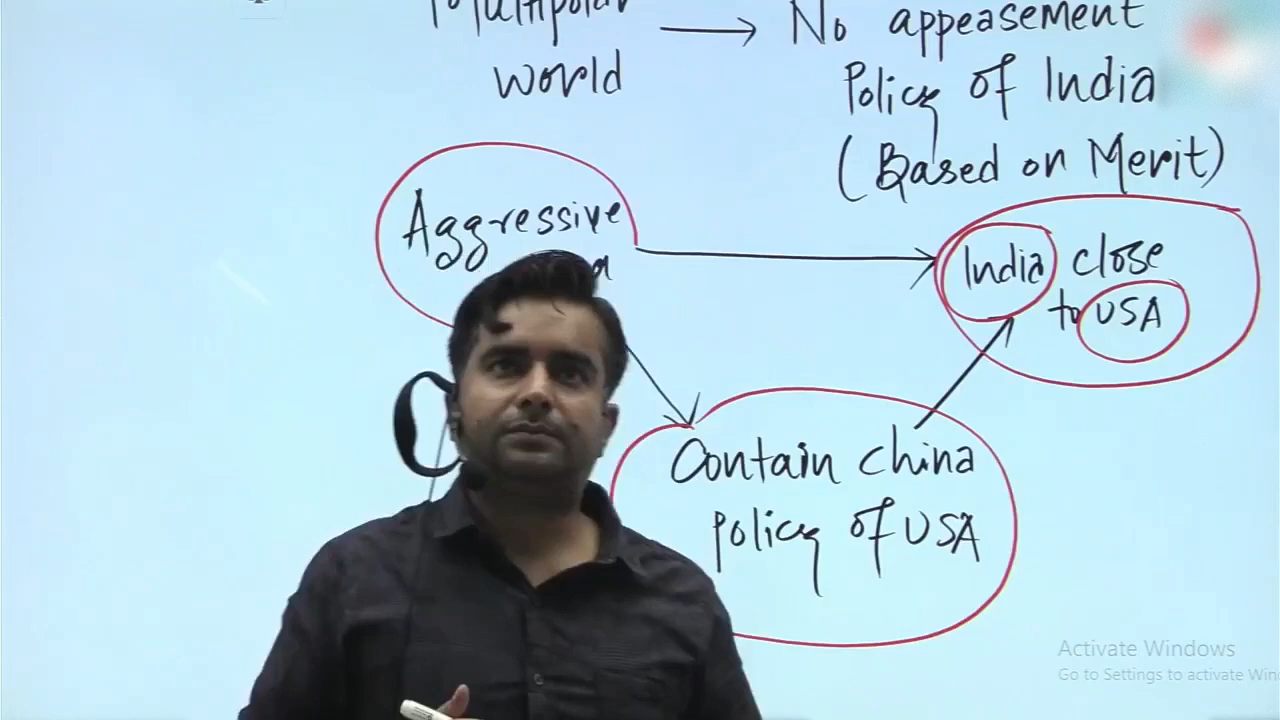 Multipolar world → No appeasement
Policy of India
(Based on Merit)
Aggressive
India close
to USA
Contain china
policy of USA
Activate Windows
Go to Settings to activate Win